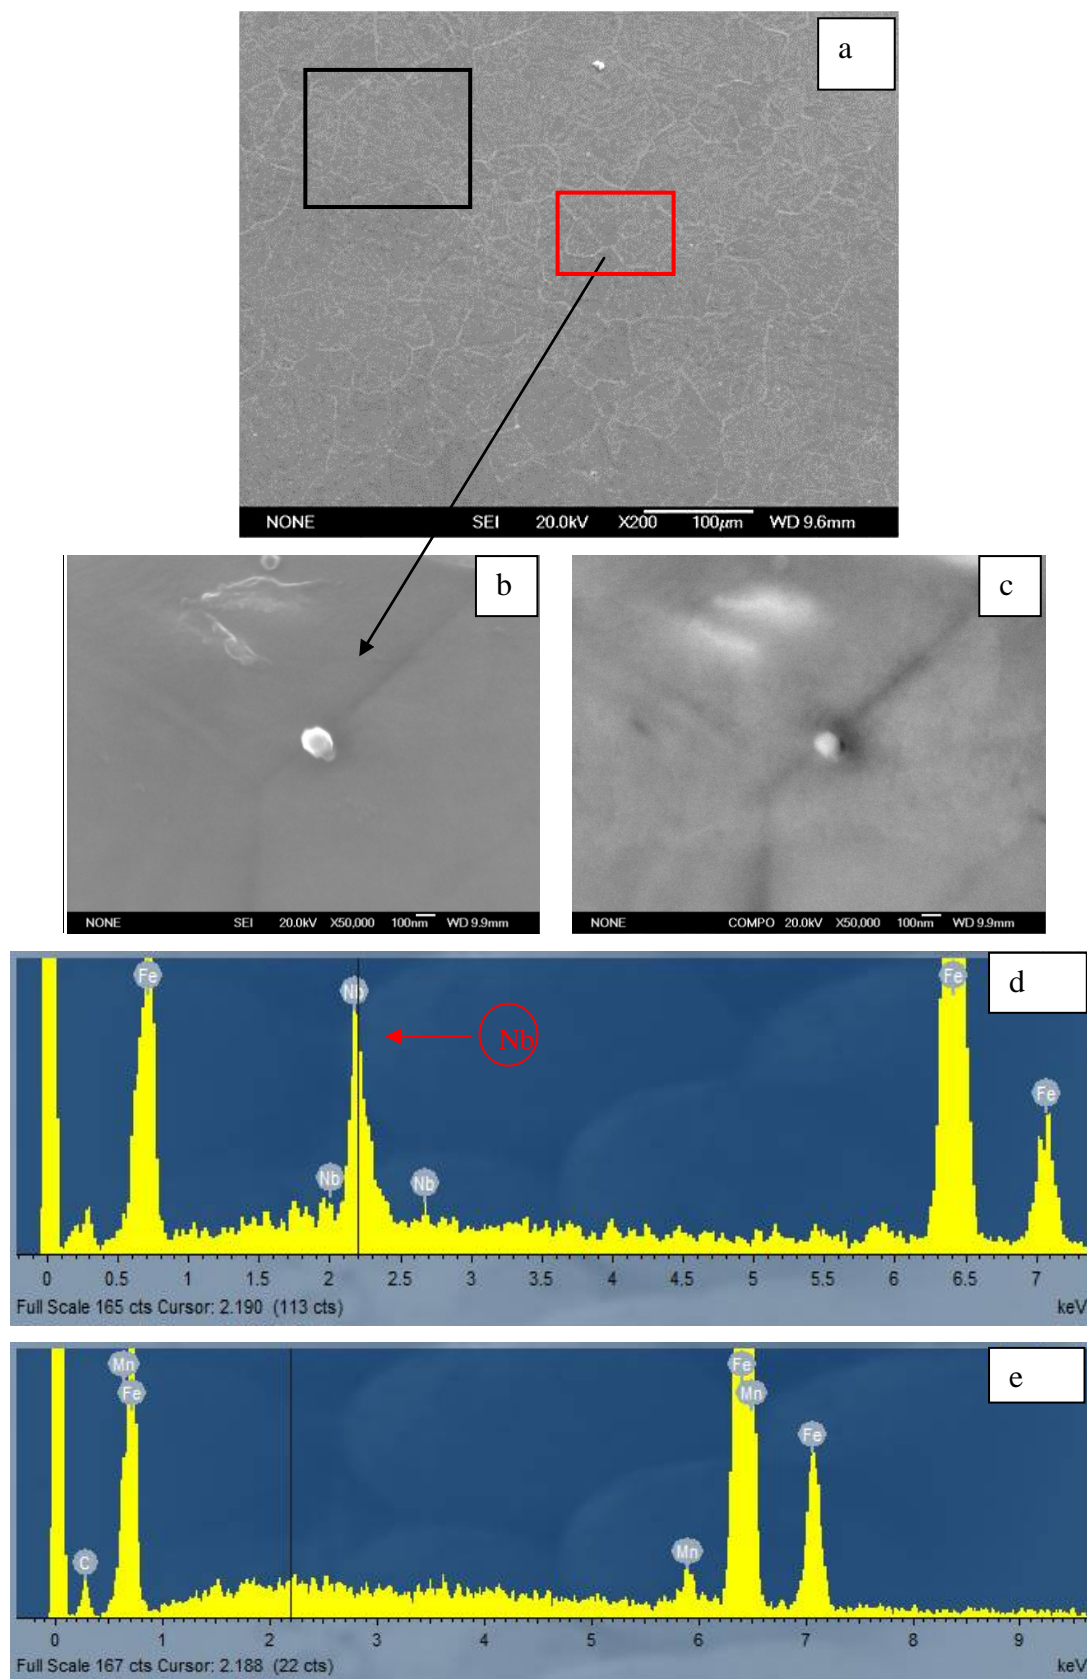 a
NONE SEI 20.0kV X200 100μm WD 9.6mm
b
c
NONE SEI 20.0kV X50,000 100nm WD 9.9mm
NONE COMPO 20.0kV X50,000 100nm WD 9.9mm
d
Fe Nb Fe
Nb
Fe
Nb Nb
0 0.5 1 1.5 2 2.5 3 3.5 4 4.5 5 5.5 6 6.5 7
Full Scale 165 cts Cursor: 2.190 (113 cts) keV
e
Mn Fe
Fe Mn
Fe
C Mn
0 1 2 3 4 5 6 7 8 9
Full Scale 167 cts Cursor: 2.188 (22 cts) keV